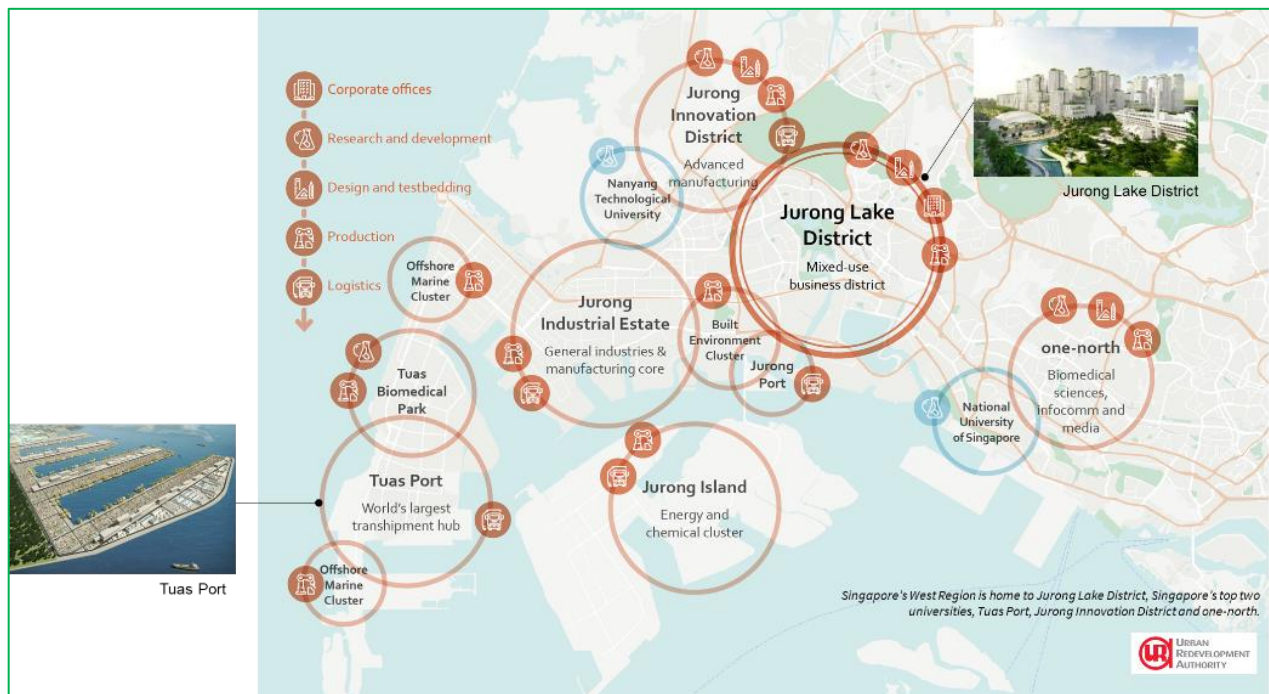 Corporate offices
Research and development
Design and testbedding
Production
Logistics
Jurong
Innovation
District
Advanced
manufacturing
Nanyang
Technological
University
Jurong Lake
District
Mixed-use
business district
Jurong Lake District
Offshore
Marine
Cluster
Jurong
Industrial Estate
General industries &
manufacturing core
Built
Environment
Cluster
Jurong
Port
one-north
Biomedical
sciences,
infocomm and
media
National
University
of Singapore
Tuas
Biomedical
Park
Tuas Port
World's largest
transhipment hub
Jurong Island
Energy and
chemical cluster
Offshore
Marine
Cluster
Tuas Port
Singapore's West Region is home to Jurong Lake District, Singapore's top two
universities, Tuas Port, Jurong Innovation District and one-north.
URBAN
REDEVELOPMENT
AUTHORITY